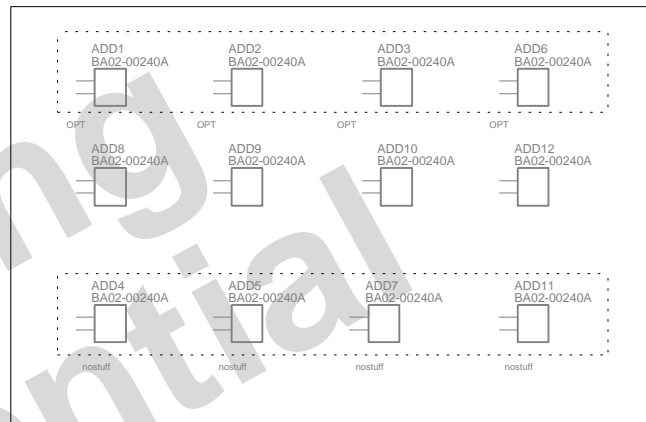 ADD1 ADD2 ADD3 ADD6
BA02-00240A BA02-00240A BA02-00240A BA02-00240A
OPT OPT OPT OPT
ADD8 ADD9 ADD10 ADD12
BA02-00240A BA02-00240A BA02-00240A BA02-00240A
ADD4 ADD5 ADD7 ADD11
BA02-00240A BA02-00240A BA02-00240A BA02-00240A
nostuff nostuff nostuff nostuff